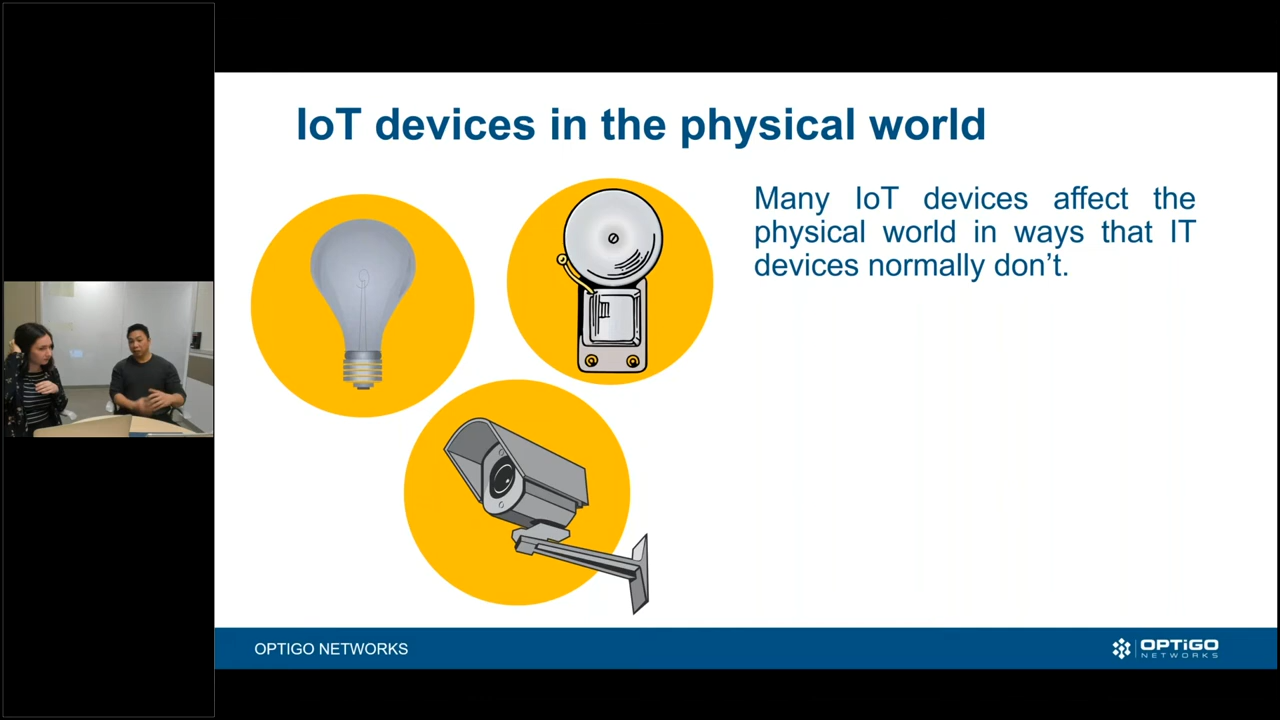 IoT devices in the physical world
Many IoT devices affect the
physical world in ways that IT
devices normally don't.
OPTIGO NETWORKS
OPTiGO
NETWORKS